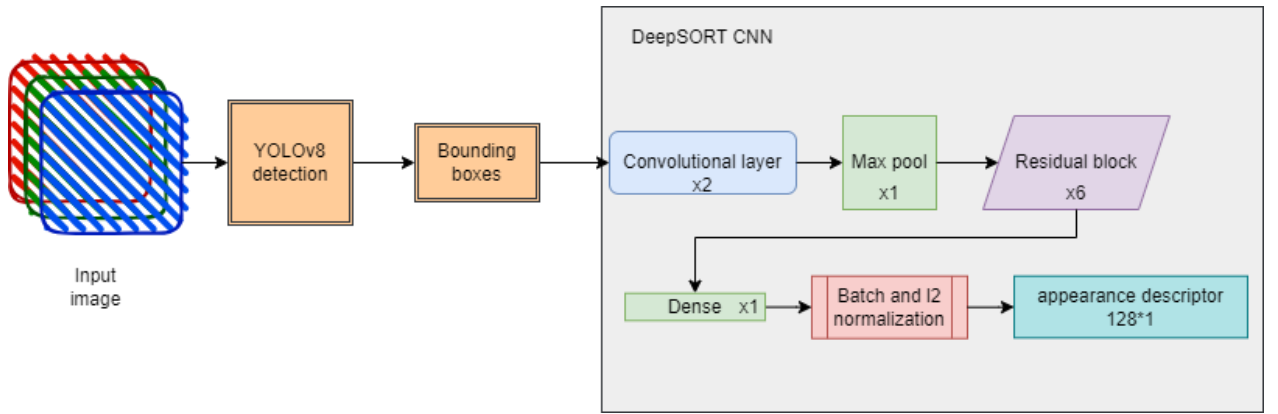 DeepSORT CNN
Input
image
YOLOv8
detection
Bounding
boxes
Convolutional layer
x2
Max pool
x1
Residual block
x6
Dense x1
Batch and l2
normalization
appearance descriptor
128*1